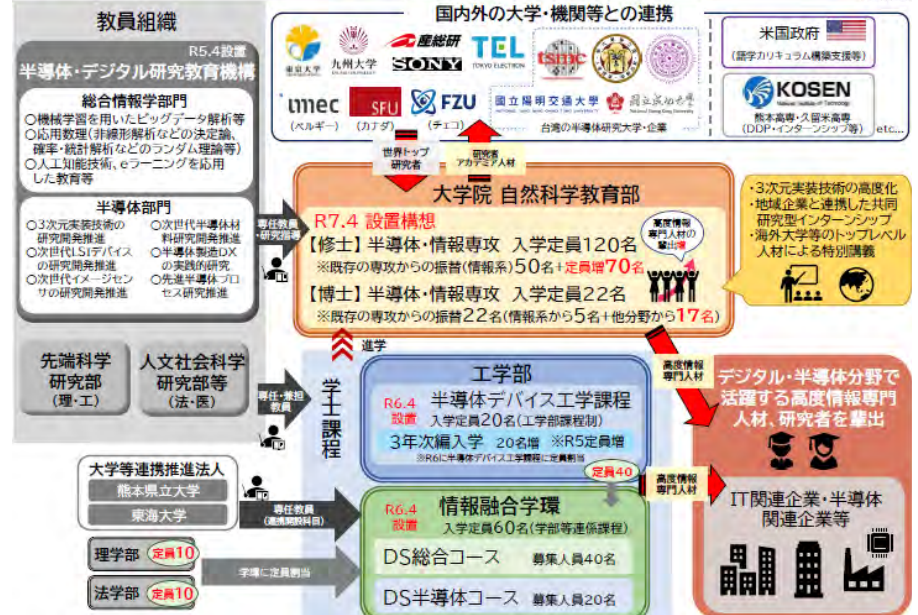 教員組織
R5.4設置
半導体・デジタル研究教育機構
総合情報学部門
○機械学習を用いたビッグデータ解析等
○応用数理(非線形解析などの決定論、
確率・統計解析などのランダム理論等)
○人工知能技術、eラーニングを応用
した教育等
半導体部門
○3次元実装技術の
研究開発推進
○次世代LSIデバイス
の研究開発推進
○次世代イメージセン
サの研究開発推進
○次世代半導体材
料研究開発推進
○半導体製造DX
の実践的研究
○先進半導体プロ
セス研究推進
先端科学
研究部
(理・工)
人文社会科学
研究部等
(法・医)
国内外の大学・機関等との連携
東京大学
九州大学
産総研
SONY
TEL
TOKYO ELECTRON
tsmc
imec
(ベルギー)
SFU
(カナダ)
FZU
(チェコ)
國立陽明交通大學
國立成功大學
台湾の半導体研究大学・企業
米国政府
(語学カリキュラム構築支援等)
KOSEN
National Institute of Technology
熊本高専・久留米高専
(DDP・インターンシップ等)
etc...
世界トップ
研究者
研究者
アカデミア人材
専任教員
・研究指導
大学院 自然科学教育部
R7.4 設置構想
【修士】半導体・情報専攻 入学定員120名
※既存の専攻からの振替(情報系)50名+定員増70名
【博士】半導体・情報専攻 入学定員22名
※既存の専攻からの振替22名(情報系から5名+他分野から17名)
高度情報
専門人材の
輩出増
・3次元実装技術の高度化
・地域企業と連携した共同
研究型インターンシップ
・海外大学等のトップレベル
人材による特別講義
進学
学士課程
専任・兼担
教員
工学部
R6.4
設置
半導体デバイス工学課程
入学定員20名(工学部課程制)
3年次編入学 20名増 ※R5定員増
※R6に半導体デバイス工学課程に定員割当
定員40
高度情報
専門人材
高度情報
専門人材
デジタル・半導体分野で
活躍する高度情報専門
人材、研究者を輩出
IT関連企業・半導体
関連企業等
大学等連携推進法人
熊本県立大学
東海大学
専任教員
(連携開設科目)
R6.4
設置
情報融合学環
入学定員60名(学部等連係課程)
DS総合コース 募集人員40名
DS半導体コース 募集人員20名
理学部 定員10
法学部 定員10
学環に定員割当